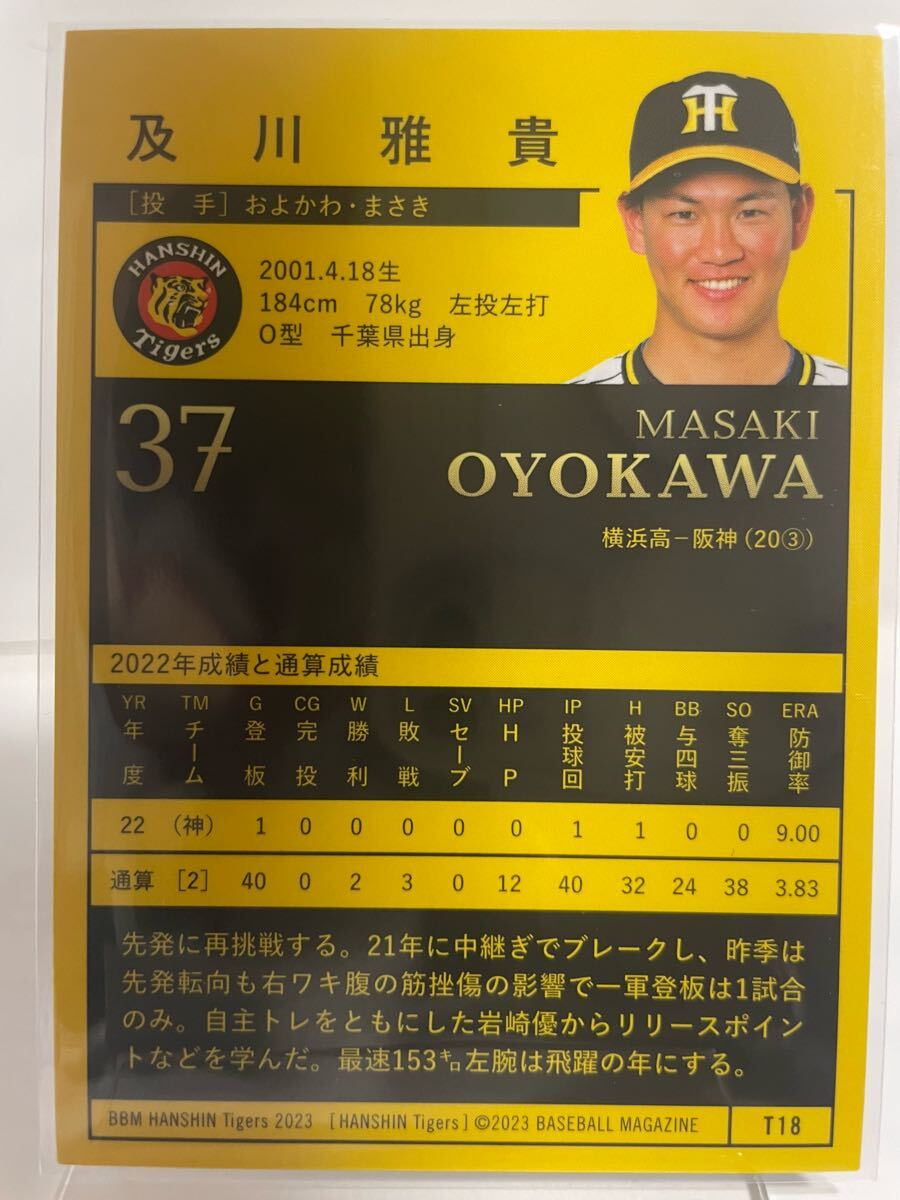 及川雅貴
［投 手］およかわ・まさき
HANSHIN Tigers
2001.4.18生
184cm 78kg 左投左打
O型 千葉県出身
37
MASAKI
OYOKAWA
横浜高－阪神（20③）
2022年成績と通算成績
YR TM G CG W L SV HP IP H BB SO ERA
年度 チーム 登板 完投 勝利 敗戦 セーブ HP 投球回 被安打 与四球 奪三振 防御率
22 （神） 1 0 0 0 0 0 1 1 0 0 9.00
通算 ［2］ 40 0 2 3 0 12 40 32 24 38 3.83
先発に再挑戦する。21年に中継ぎでブレークし、昨季は
先発転向も右ワキ腹の筋挫傷の影響で一軍登板は1試合
のみ。自主トレをともにした岩崎優からリリースポイン
トなどを学んだ。最速153㌔左腕は飛躍の年にする。
BBM HANSHIN Tigers 2023 ［HANSHIN Tigers］©2023 BASEBALL MAGAZINE T18